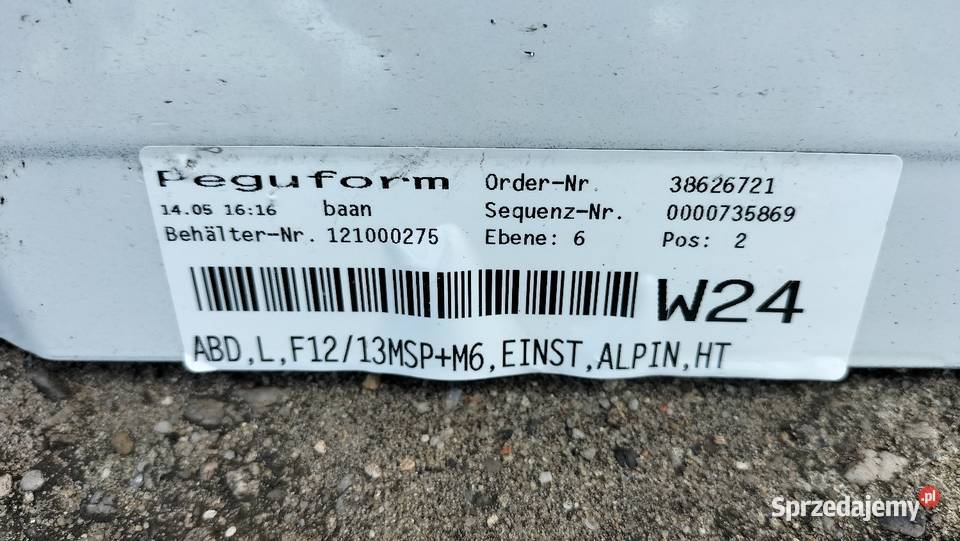 Peguform Order-Nr. 38626721
14.05 16:16 baan Sequenz-Nr. 0000735869
Behälter-Nr. 121000275 Ebene: 6 Pos: 2
W24
ABD,L,F12/13MSP+M6,EINST,ALPIN,HT
Sprzedajemy.pl